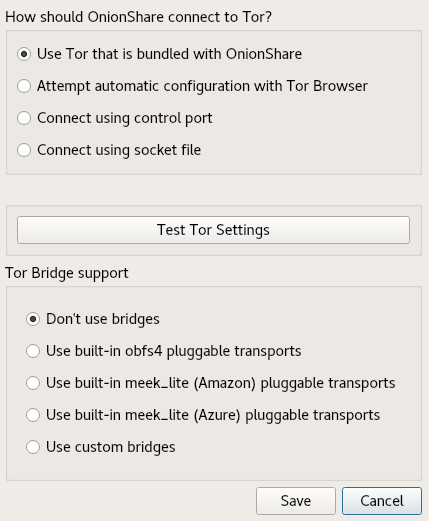 How should OnionShare connect to Tor?
Use Tor that is bundled with OnionShare
Attempt automatic configuration with Tor Browser
Connect using control port
Connect using socket file
Test Tor Settings
Tor Bridge support
Don't use bridges
Use built-in obfs4 pluggable transports
Use built-in meek_lite (Amazon) pluggable transports
Use built-in meek_lite (Azure) pluggable transports
Use custom bridges
Save Cancel